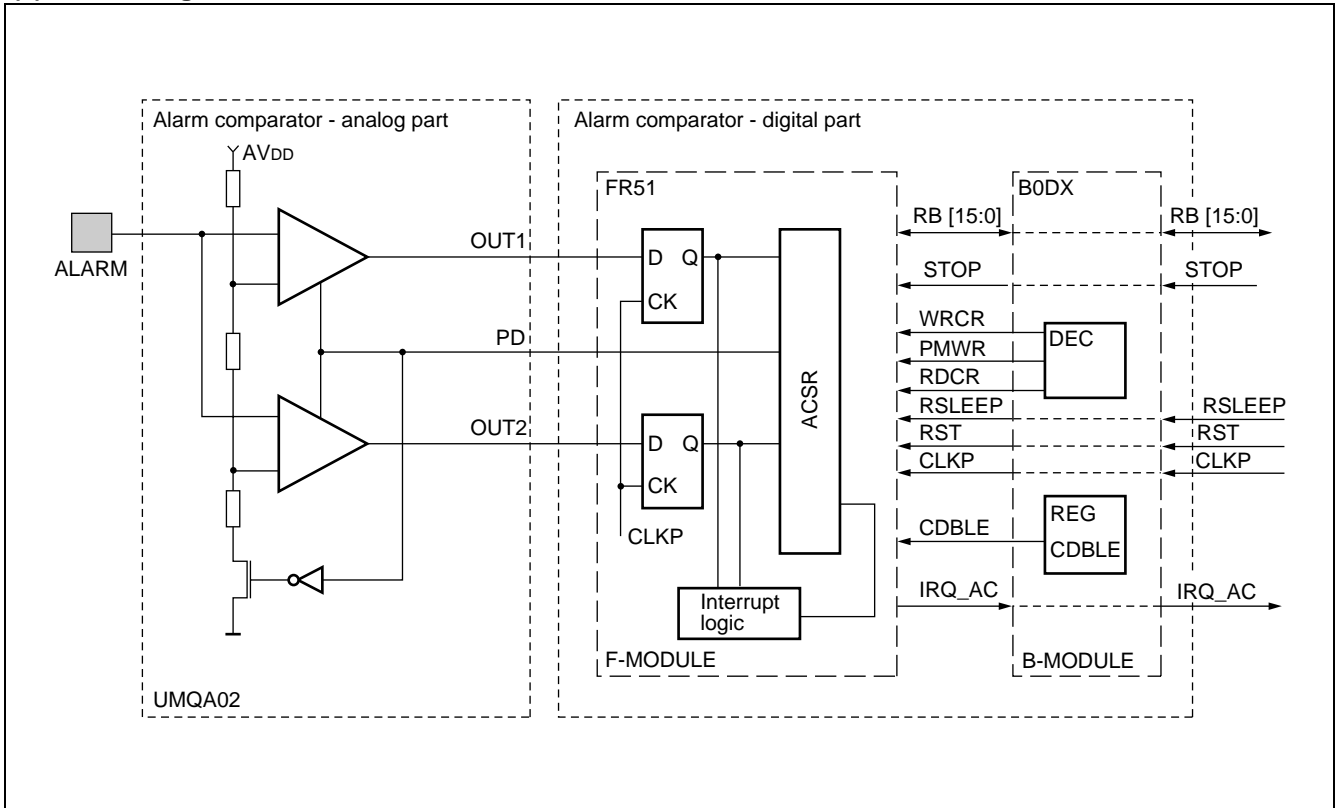 Alarm comparator - analog part
AVDD
ALARM
OUT1
PD
OUT2
UMQA02
Alarm comparator - digital part
FR51
D Q
CK
D Q
CK
CLKP
ACSR
Interrupt
logic
F-MODULE
B0DX
RB [15:0]
RB [15:0]
STOP
STOP
WRCR
DEC
PMWR
RDCR
RSLEEP
RSLEEP
RST
RST
CLKP
CLKP
REG
CDBLE
CDBLE
IRQ_AC
IRQ_AC
B-MODULE